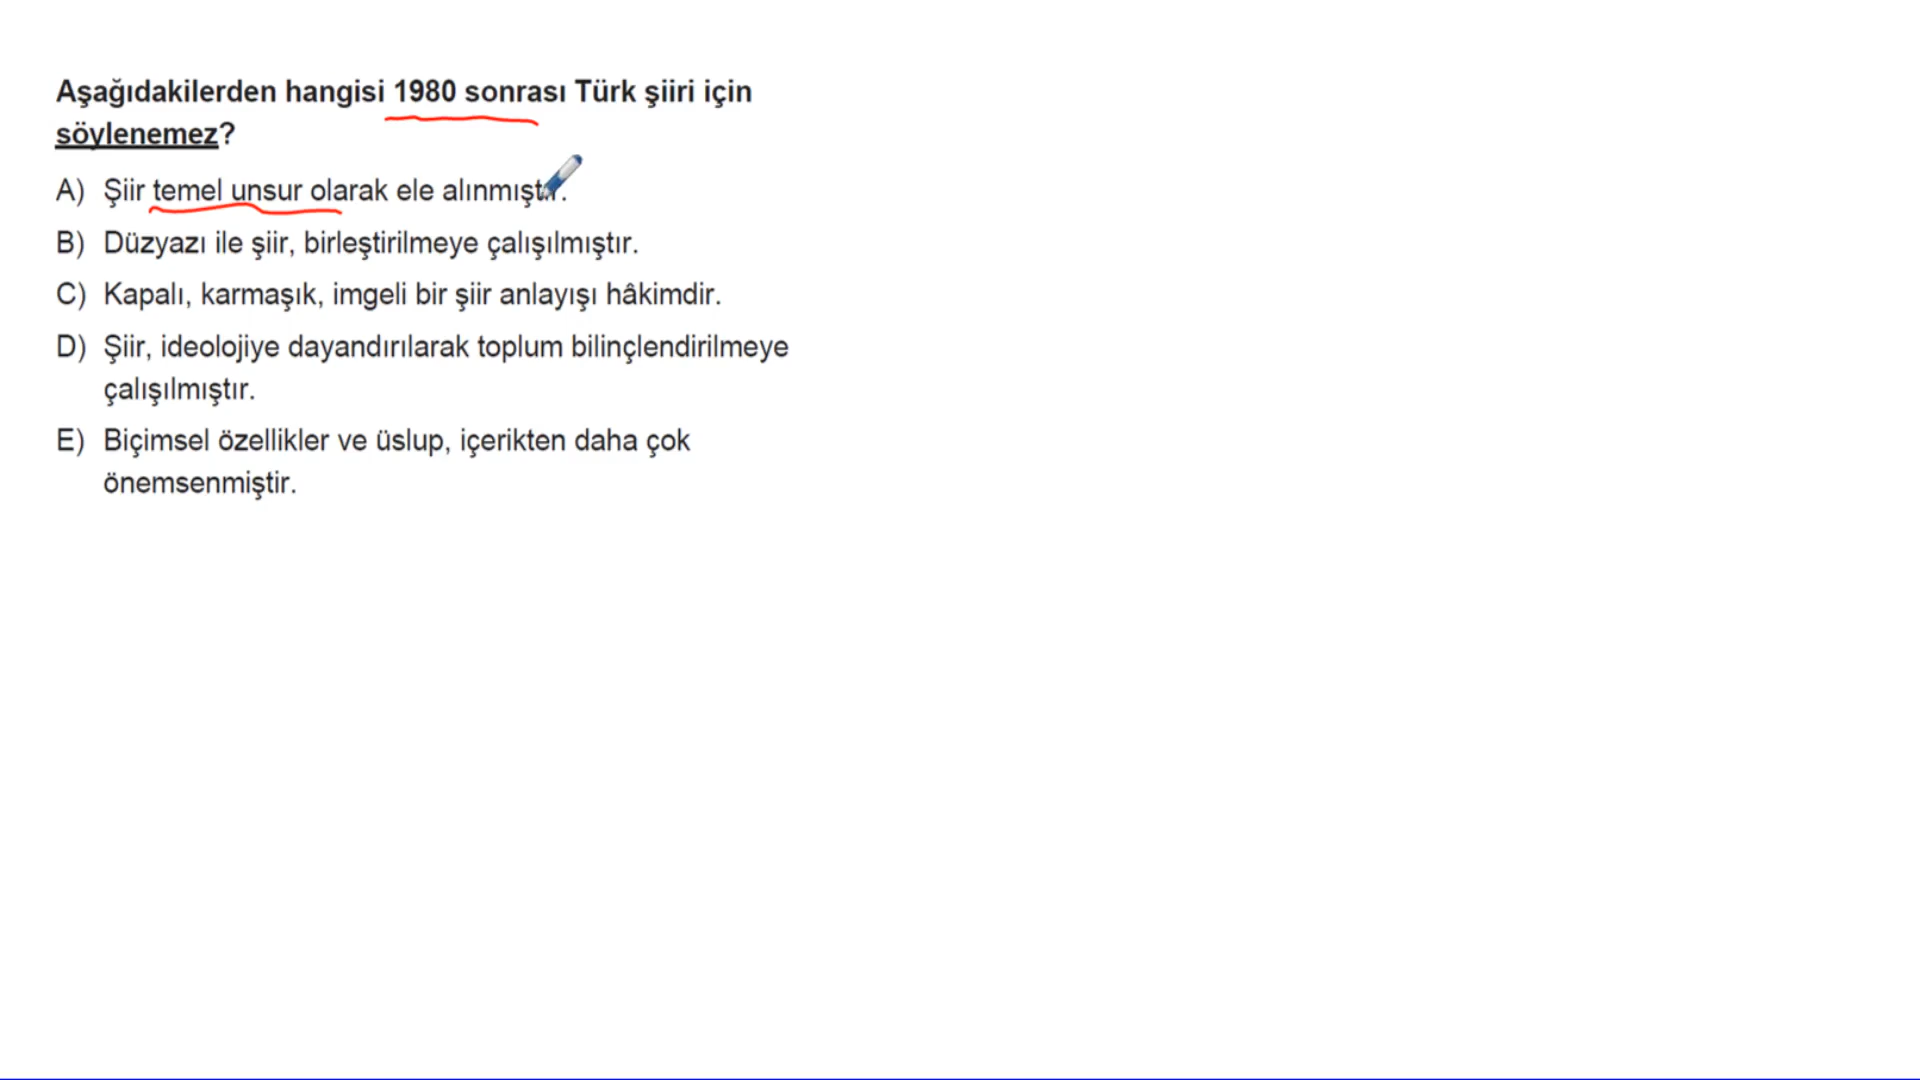 Aşağıdakilerden hangisi 1980 sonrası Türk şiiri için
söylenemez?
A) Şiir temel unsur olarak ele alınmıştır.
B) Düzyazı ile şiir, birleştirilmeye çalışılmıştır.
C) Kapalı, karmaşık, imgeli bir şiir anlayışı hâkimdir.
D) Şiir, ideolojiye dayandırılarak toplum bilinçlendirilmeye
çalışılmıştır.
E) Biçimsel özellikler ve üslup, içerikten daha çok
önemsenmiştir.